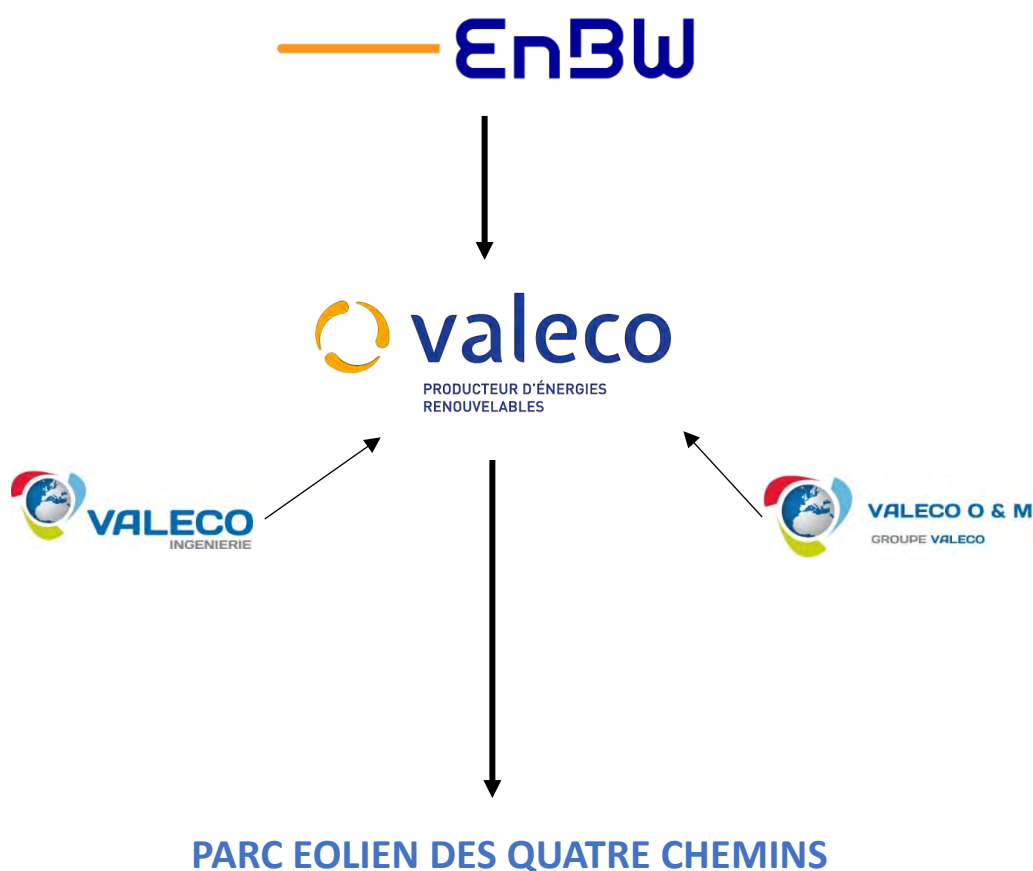 EnBW
valeco
PRODUCTEUR D'ÉNERGIES
RENOUVELABLES
VALECO
INGENIERIE
VALECO O & M
GROUPE VALECO
PARC EOLIEN DES QUATRE CHEMINS